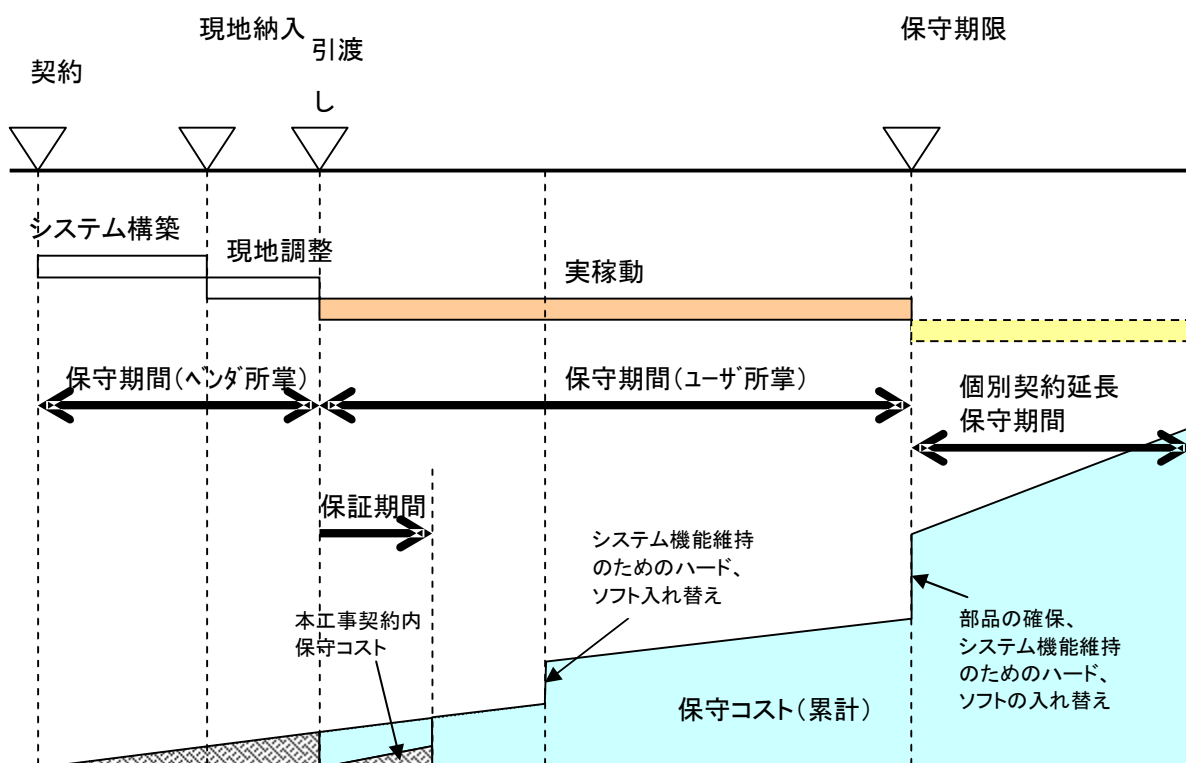 現地納入
引渡
し
保守期限
契約
システム構築
現地調整
実稼動
保守期間(ベンダ所掌)
保守期間(ユーザ所掌)
個別契約延長
保守期間
保証期間
システム機能維持
のためのハード、
ソフト入れ替え
本工事契約内
保守コスト
部品の確保、
システム機能維持
のためのハード、
ソフトの入れ替え
保守コスト(累計)